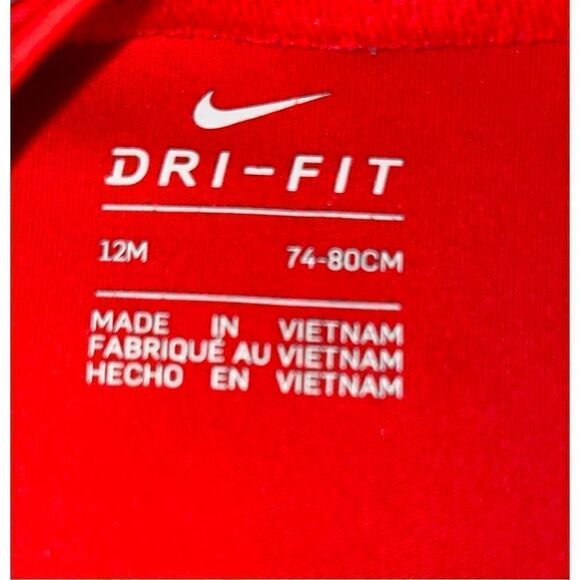 DRI-FIT
12M 74-80CM
MADE IN VIETNAM
FABRIQUÉ AU VIETNAM
HECHO EN VIETNAM